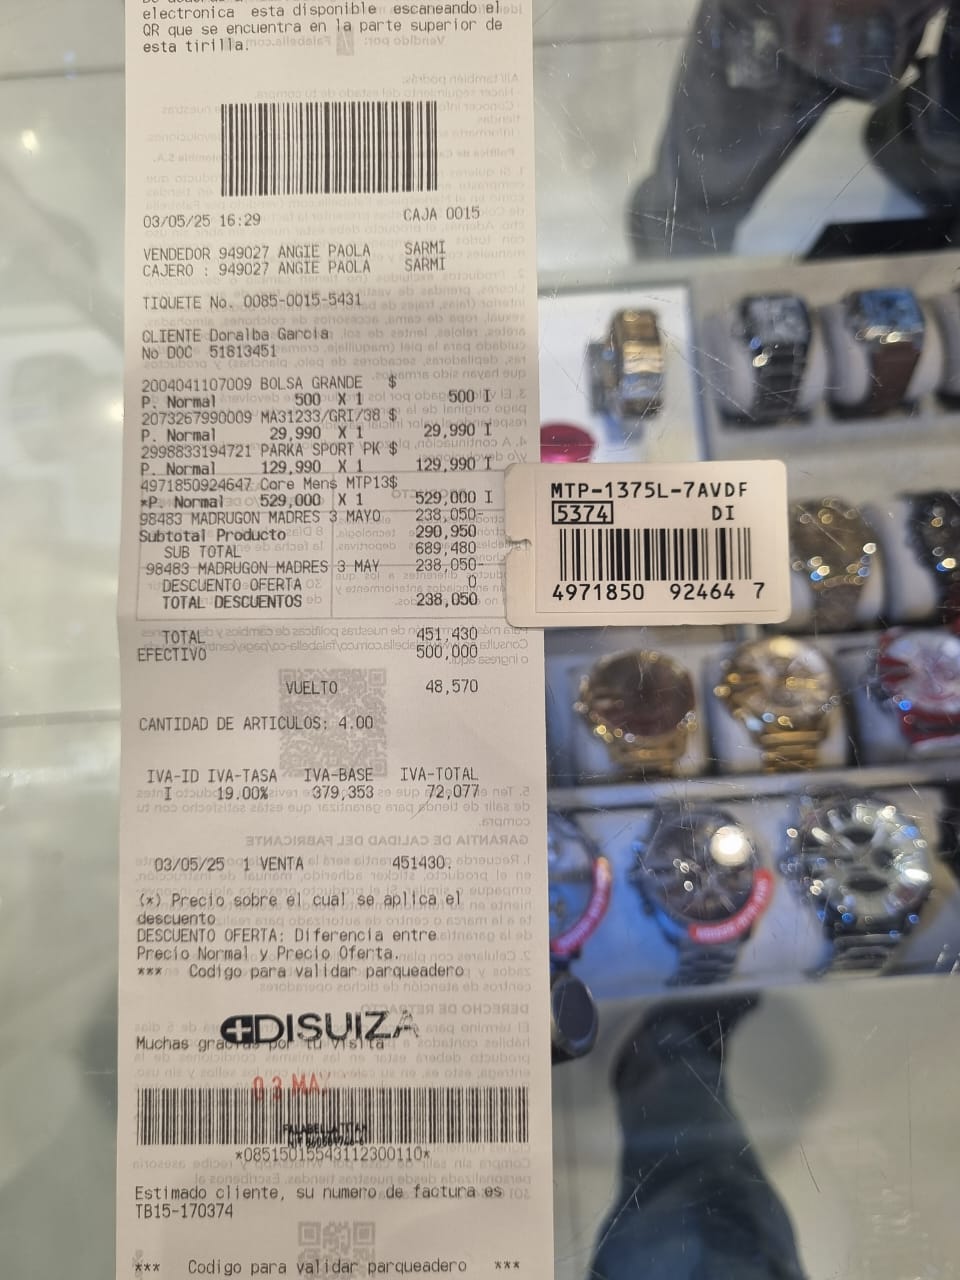 electronica esta disponible escaneando el
QR que se encuentra en la parte superior de
esta tirilla.
03/05/25 16:29 CAJA 0015
VENDEDOR 949027 ANGIE PAOLA SARMI
CAJERO : 949027 ANGIE PAOLA SARMI
TIQUETE No. 0085-0015-5431
CLIENTE Doralba Garcia
No DOC 51813451
2004041107009 BOLSA GRANDE $
P. Normal 500 X 1 500 I
2073267990009 MA31233/GRI/38 $
P. Normal 29,990 X 1 29,990 I
2998833194721 PARKA SPORT PK $
P. Normal 129,990 X 1 129,990 I
4971850924647 Core Mens MTP13$
*P. Normal 529,000 X 1 529,000 I
98483 MADRUGON MADRES 3 MAYO 238,050-
Subtotal Producto 290,950
SUB TOTAL 689,480
98483 MADRUGON MADRES 3 MAY 238,050-
DESCUENTO OFERTA 0
TOTAL DESCUENTOS 238,050
TOTAL 451,430
EFECTIVO 500,000
VUELTO 48,570
CANTIDAD DE ARTICULOS: 4.00
IVA-ID IVA-TASA IVA-BASE IVA-TOTAL
I 19.00% 379,353 72,077
03/05/25 1 VENTA 451430.
(*) Precio sobre el cual se aplica el
descuento
DESCUENTO OFERTA: Diferencia entre
Precio Normal y Precio Oferta.
*** Codigo para validar parqueadero
DISUIZA
Muchas gracias por tu visita
03 MAY
*08515015543112300110*
Estimado cliente, su numero de factura es
TB15-170374
*** Codigo para validar parqueadero ***
MTP-1375L-7AVDF
5374 DI
4971850 92464 7